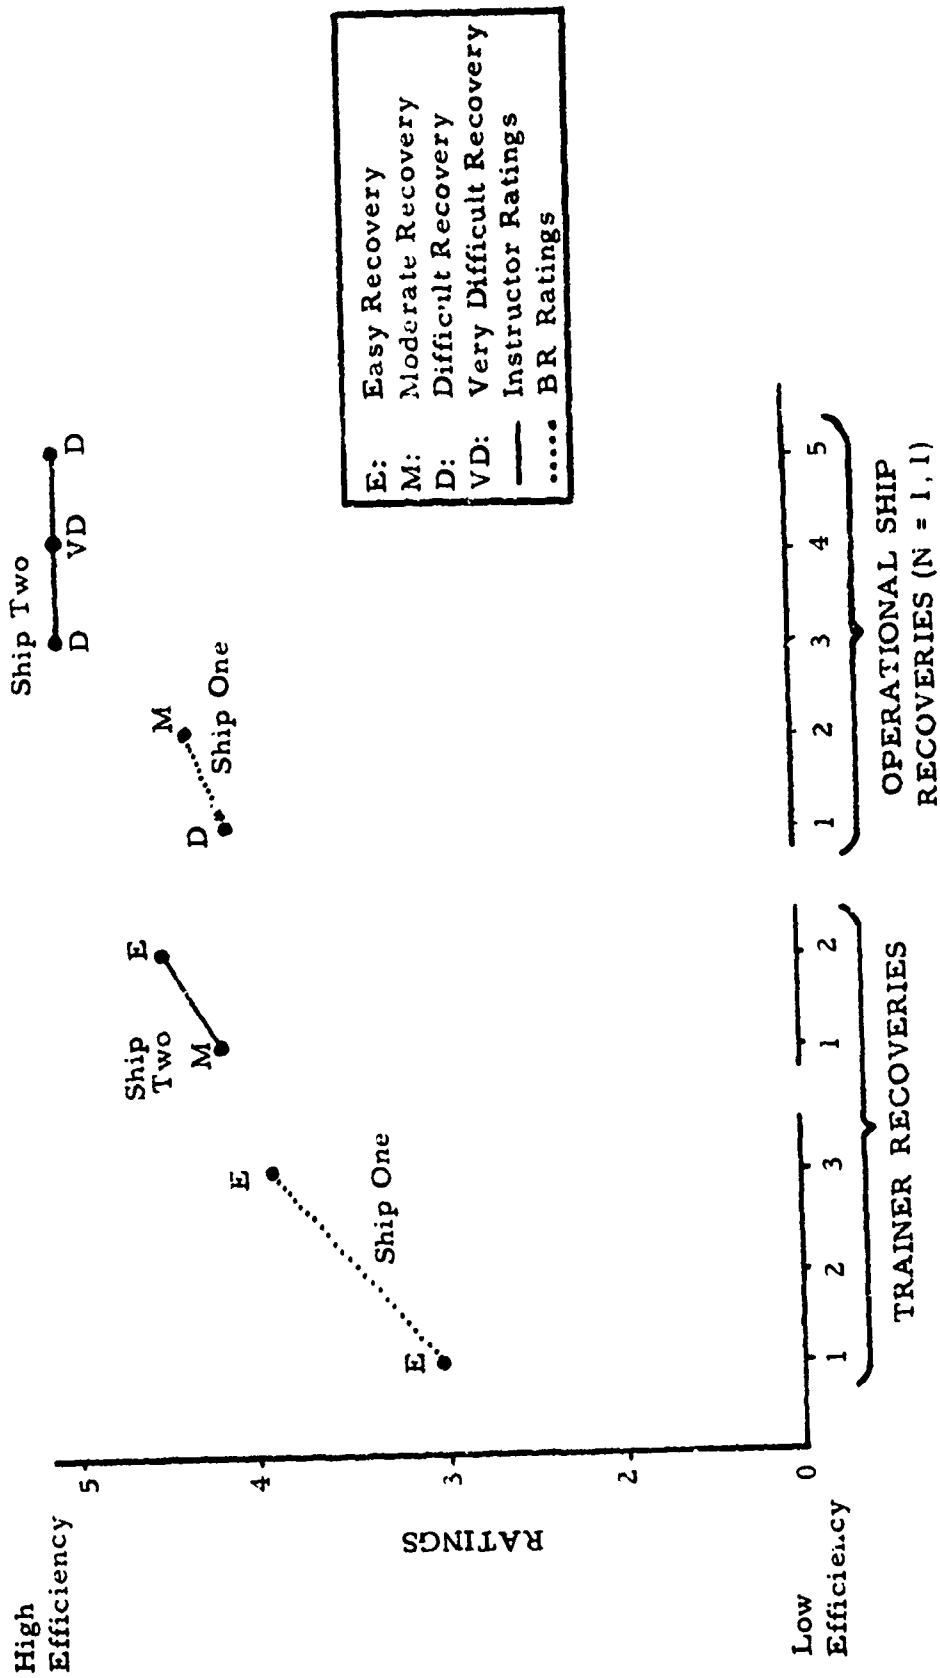 High
Efficiency
5
4
3
2
0
RATINGS
Low
Efficiency
E
E
Ship One
Ship
Two
M
E
D
M
Ship One
Ship Two
D
VD
D
E: Easy Recovery
M: Moderate Recovery
D: Difficult Recovery
VD: Very Difficult Recovery
Instructor Ratings
BR Ratings
1 2 3
1 2
TRAINER RECOVERIES
1 2 3 4 5
OPERATIONAL SHIP
RECOVERIES (N = 1, 1)